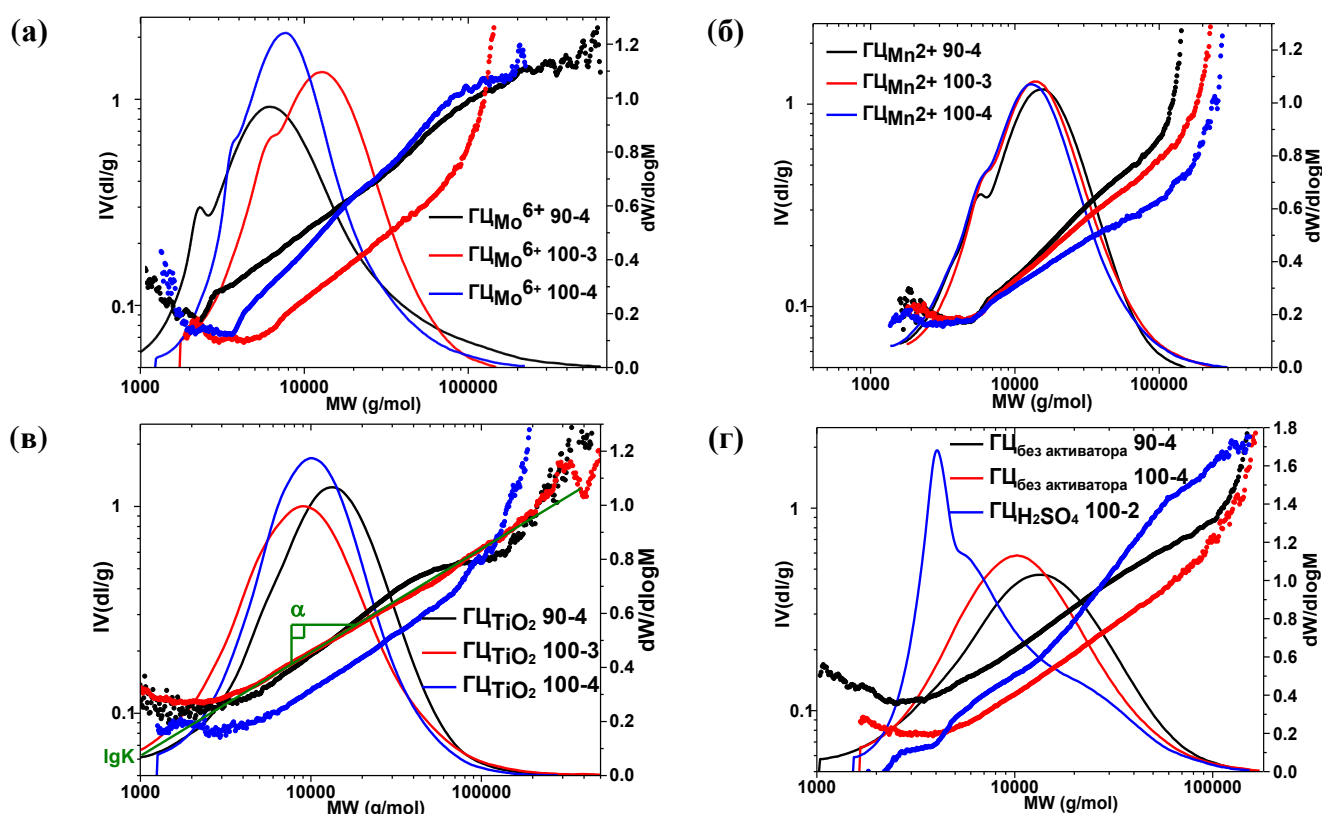 (а)
IV(dl/g)
1
0.1
1.2
1.0
0.8
0.6
0.4
0.2
0.0
dW/dlogM
ГЦMo6+ 90-4
ГЦMo6+ 100-3
ГЦMo6+ 100-4
1000
10000
100000
MW (g/mol)
(б)
ГЦMn2+ 90-4
ГЦMn2+ 100-3
ГЦMn2+ 100-4
IV(dl/g)
1
0.1
1.2
1.0
0.8
0.6
0.4
0.2
0.0
dW/dlogM
1000
10000
100000
MW (g/mol)
(в)
IV(dl/g)
1
0.1
lgK
α
1.2
1.0
0.8
0.6
0.4
0.2
0.0
dW/dlogM
ГЦTiO2 90-4
ГЦTiO2 100-3
ГЦTiO2 100-4
1000
10000
100000
MW (g/mol)
(г)
ГЦбез активатора 90-4
ГЦбез активатора 100-4
ГЦH2SO4 100-2
IV(dl/g)
1
0.1
1.8
1.6
1.4
1.2
1.0
0.8
0.6
0.4
0.2
0.0
dW/dlogM
1000
10000
100000
MW (g/mol)